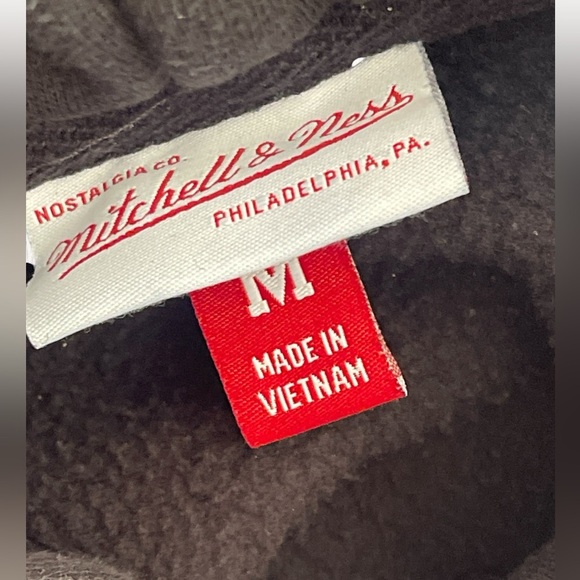 NOSTALGIA CO.
Mitchell & Ness
PHILADELPHIA, PA.
M
MADE IN
VIETNAM